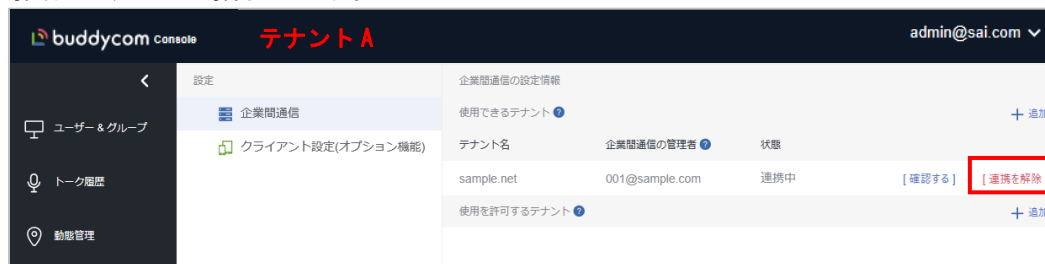 buddycom Console テナントA admin@sai.com
設定 企業間通信の設定情報
企業間通信 使用できるテナント ? + 追加
ユーザー & グループ クライアント設定(オプション機能) テナント名 企業間通信の管理者 ? 状態
トーク履歴 sample.net 001@sample.com 連携中 [ 確認する ] [ 連携を解除
使用を許可するテナント ? + 追加
動態管理